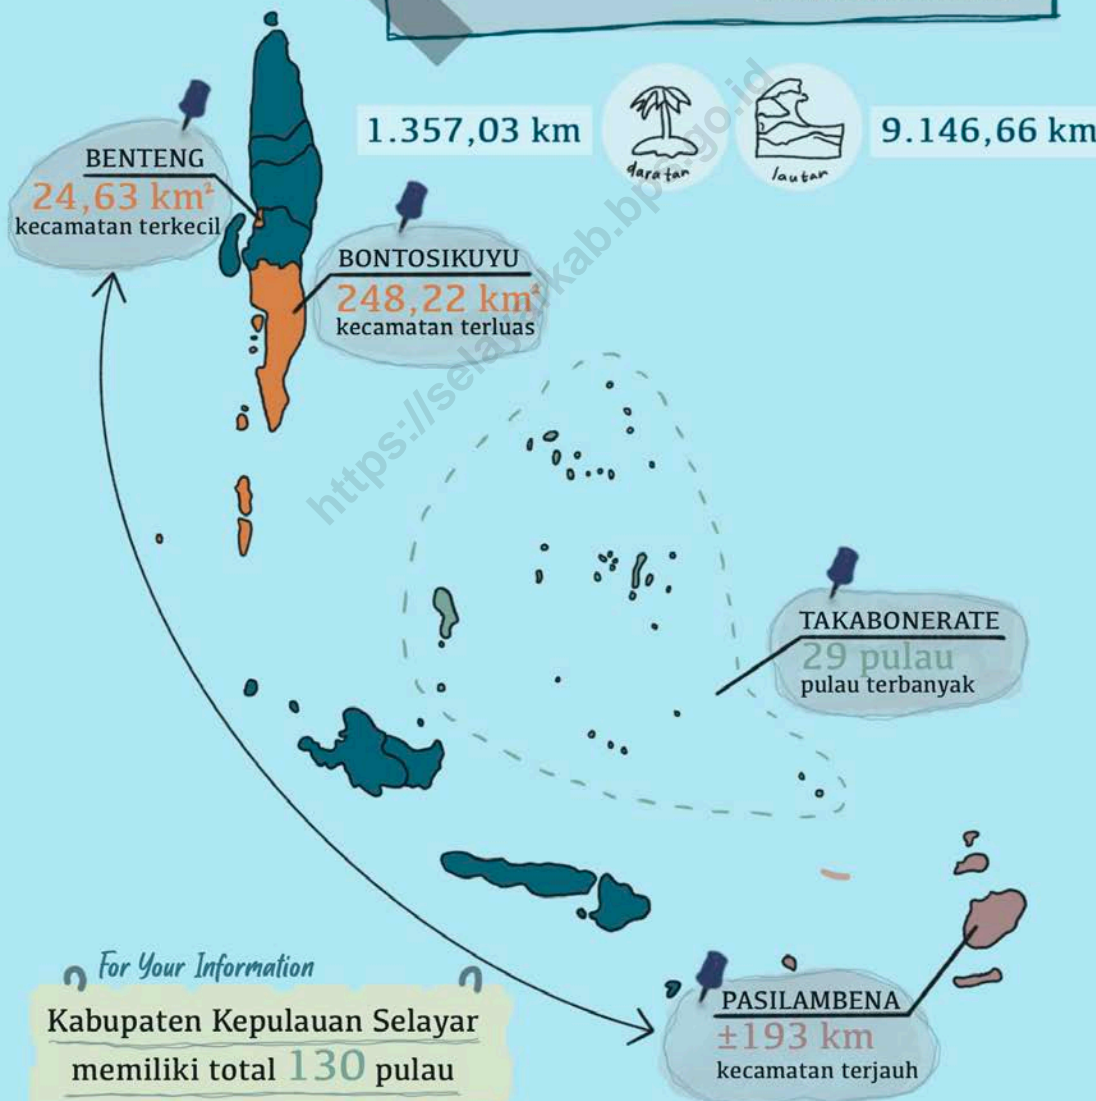 1.357,03 km
daratan
lautan
9.146,66 km
BENTENG
24,63 km²
kecamatan terkecil
BONTOSIKUYU
248,22 km²
kecamatan terluas
https://selayarkab.bps.go.id
TAKABONERATE
29 pulau
pulau terbanyak
PASILAMBENA
±193 km
kecamatan terjauh
For Your Information
Kabupaten Kepulauan Selayar
memiliki total 130 pulau